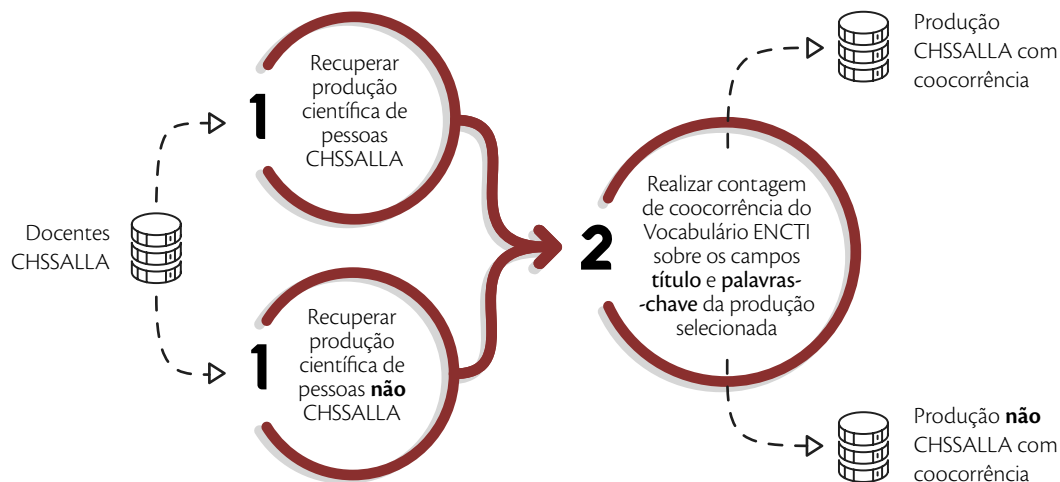 Docentes
CHSSALLA
1
Recuperar
produção
científica de
pessoas
CHSSALLA
1
Recuperar
produção
científica de
pessoas não
CHSSALLA
2
Realizar contagem
de coocorrência do
Vocabulário ENCTI
sobre os campos
título e palavras-
-chave da produção
selecionada
Produção
CHSSALLA com
coocorrência
Produção não
CHSSALLA com
coocorrência